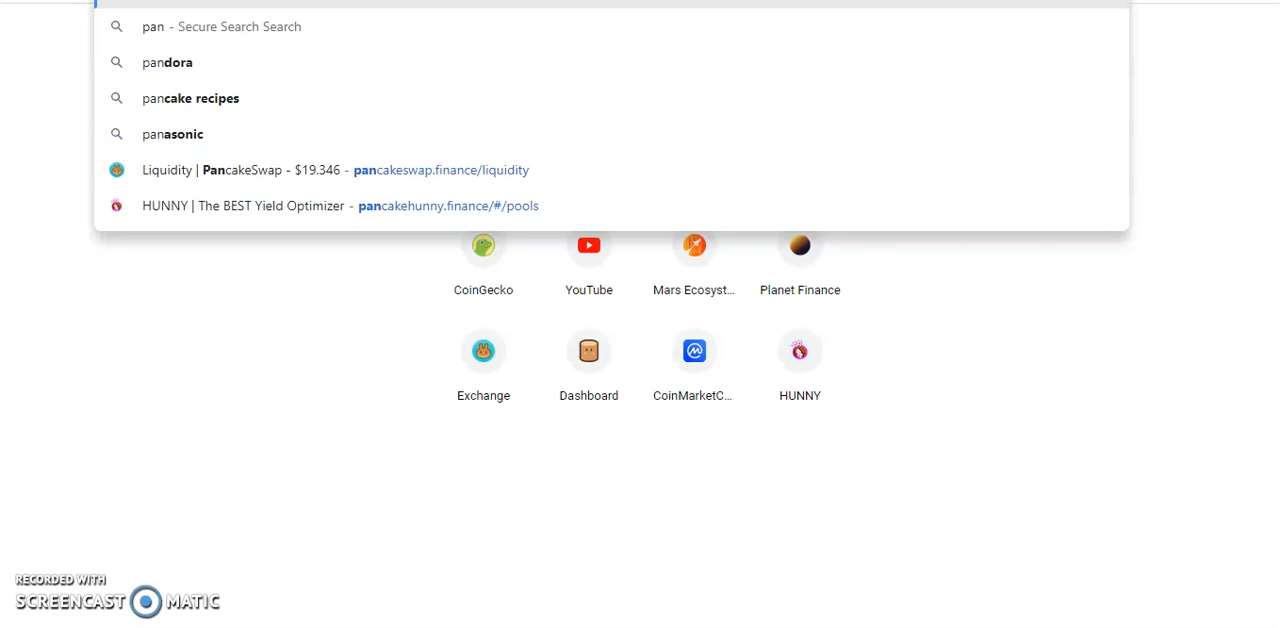 pan - Secure Search Search
pandora
pancake recipes
panasonic
Liquidity | PancakeSwap - $19.346 - pancakeswap.finance/liquidity
HUNNY | The BEST Yield Optimizer - pancakehunny.finance/#/pools
CoinGecko YouTube Mars Ecosyst... Planet Finance
Exchange Dashboard CoinMarketC... HUNNY
RECORDED WITH
SCREENCAST MATIC